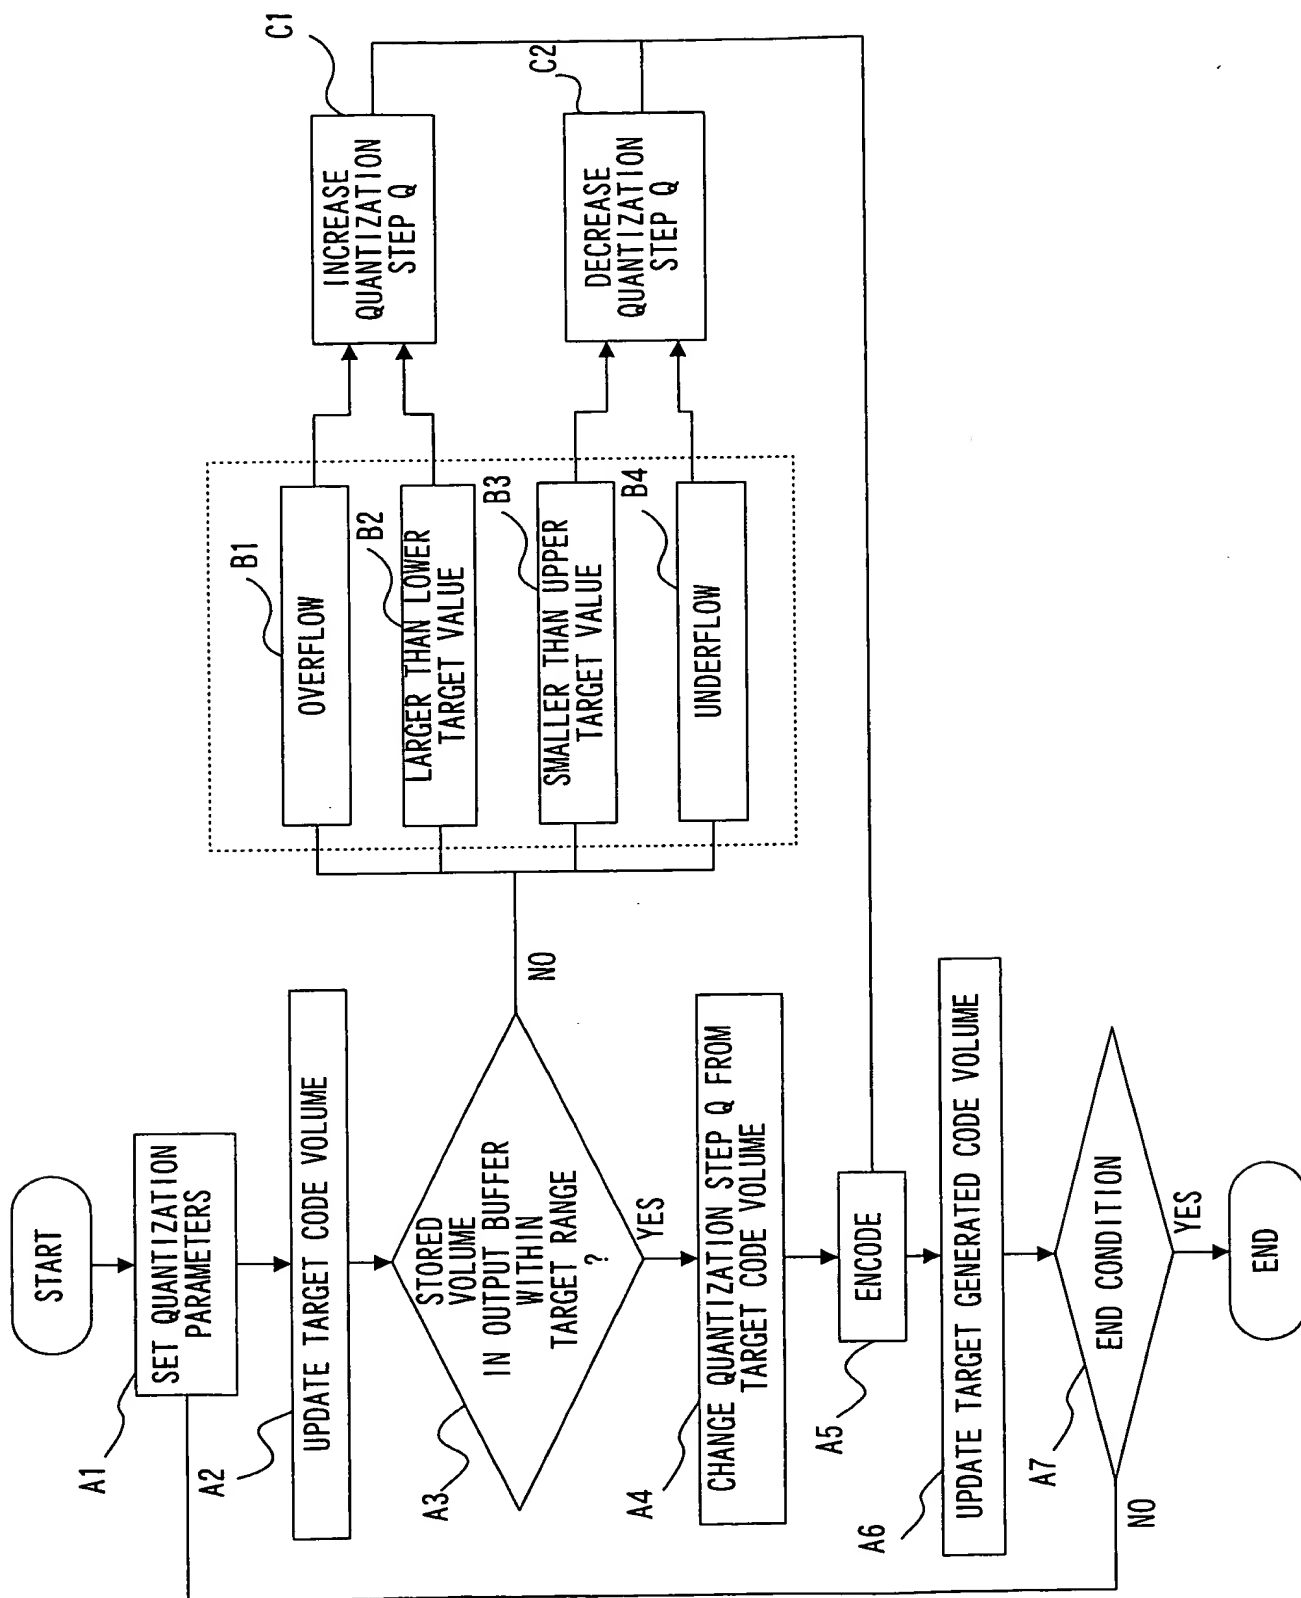 START
A1
SET QUANTIZATION
PARAMETERS
A2
UPDATE TARGET CODE VOLUME
A3
STORED
VOLUME
IN OUTPUT BUFFER
WITHIN
TARGET RANGE
?
NO
YES
A4
CHANGE QUANTIZATION STEP Q FROM
TARGET CODE VOLUME
A5
ENCODE
A6
UPDATE TARGET GENERATED CODE VOLUME
A7
END CONDITION
NO
YES
END
B1
OVERFLOW
B2
LARGER THAN LOWER
TARGET VALUE
B3
SMALLER THAN UPPER
TARGET VALUE
B4
UNDERFLOW
C1
INCREASE
QUANTIZATION
STEP Q
C2
DECREASE
QUANTIZATION
STEP Q